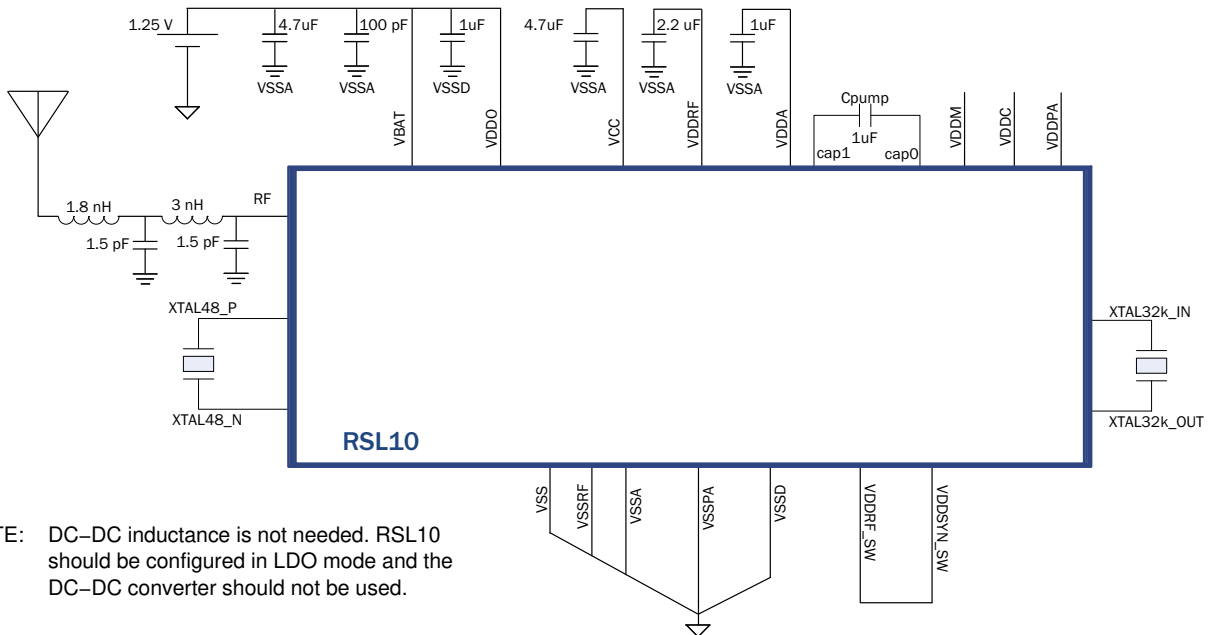 1.25 V
4.7uF
100 pF
1uF
4.7uF
2.2 uF
1uF
VSSA
VSSA
VSSD
VSSA
VSSA
VSSA
VBAT
VDDO
VCC
VDDRF
VDDA
Cpump
1uF
cap1
cap0
VDDM
VDDC
VDDPA
1.8 nH
3 nH
RF
1.5 pF
1.5 pF
XTAL48_P
XTAL48_N
XTAL32k_IN
XTAL32k_OUT
RSL10
VSS
VSSRF
VSSA
VSSPA
VSSD
VDDRF_SW
VDDSYN_SW
TE: DC–DC inductance is not needed. RSL10
should be configured in LDO mode and the
DC–DC converter should not be used.